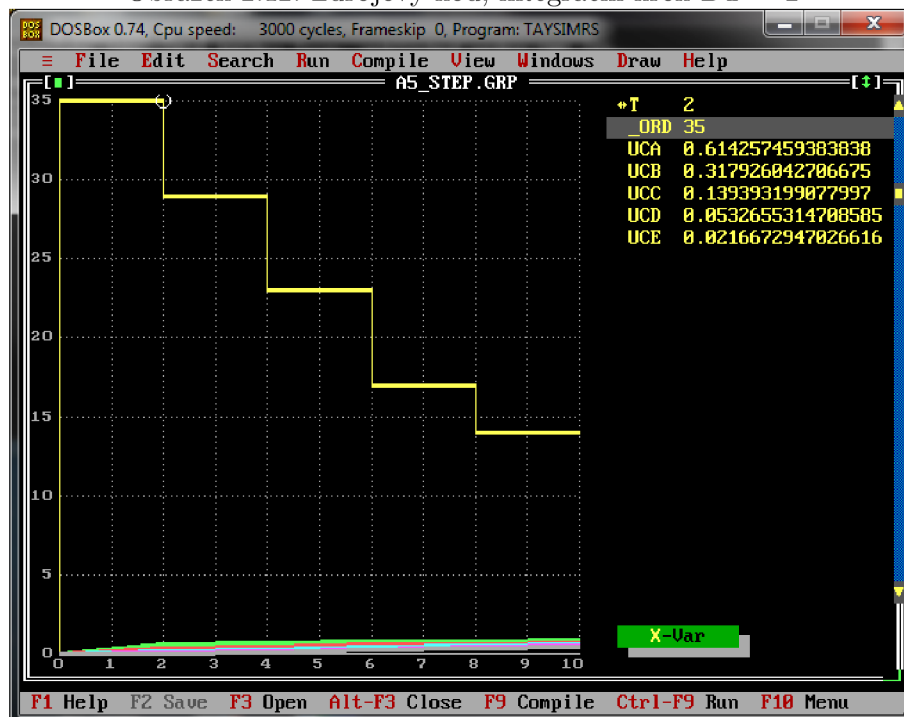 DOSBox 0.74, Cpu speed: 3000 cycles, Frameskip 0, Program: TAYSIMRS
≡ File Edit Search Run Compile View Windows Draw Help
[■] A5_STEP.GRP [↕]
35
30
25
20
15
10
5
0
0 1 2 3 4 5 6 7 8 9 10
↔T 2
_ORD 35
UCA 0.614257459383838
UCB 0.317926042706675
UCC 0.139393199077997
UCD 0.0532655314708585
UCE 0.0216672947026616
X-Var
F1 Help F2 Save F3 Open Alt-F3 Close F9 Compile Ctrl-F9 Run F10 Menu